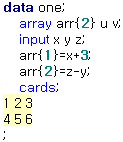 data one;
array arr{2} u v;
input x y z;
arr{1}=x+3;
arr{2}=z-y;
cards;
1 2 3
4 5 6
;